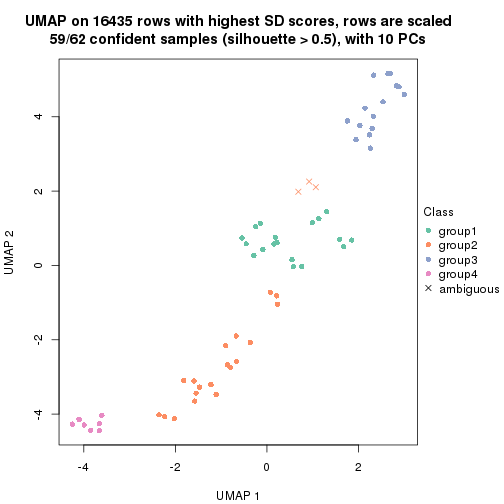 UMAP on 16435 rows with highest SD scores, rows are scaled
59/62 confident samples (silhouette > 0.5), with 10 PCs
4
2
0
-2
-4
UMAP 2
-4
-2
0
2
UMAP 1
Class
group1
group2
group3
group4
ambiguous